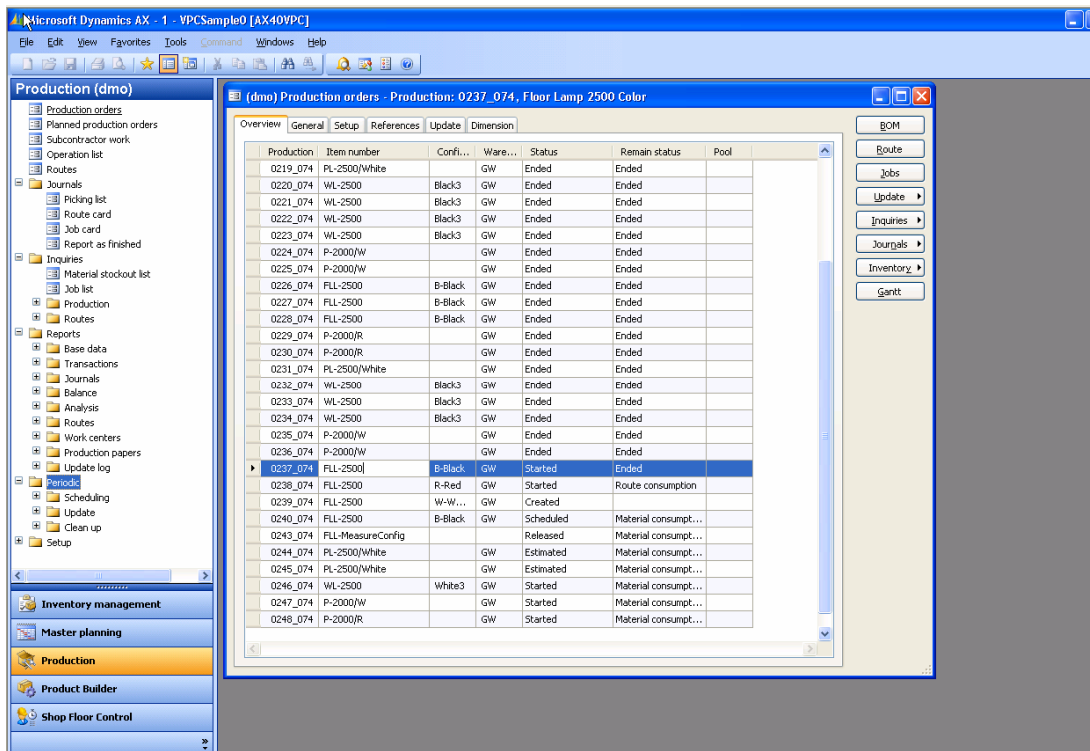 Microsoft Dynamics AX - 1 - VPCSample0 [AX40VPC]
File Edit View Favorites Tools Command Windows Help
Production (dmo)
Production orders
Planned production orders
Subcontractor work
Operation list
Routes
Journals
Picking list
Route card
Job card
Report as finished
Inquiries
Material stockout list
Job list
Production
Routes
Reports
Base data
Transactions
Journals
Balance
Analysis
Routes
Work centers
Production papers
Update log
Periodic
Scheduling
Update
Clean up
Setup
Inventory management
Master planning
Production
Product Builder
Shop Floor Control
(dmo) Production orders - Production: 0237_074, Floor Lamp 2500 Color
Overview General Setup References Update Dimension
Production Item number Confi... Ware... Status Remain status Pool
0219_074 PL-2500/White GW Ended Ended
0220_074 WL-2500 Black3 GW Ended Ended
0221_074 WL-2500 Black3 GW Ended Ended
0222_074 WL-2500 Black3 GW Ended Ended
0223_074 WL-2500 Black3 GW Ended Ended
0224_074 P-2000/W GW Ended Ended
0225_074 P-2000/W GW Ended Ended
0226_074 FLL-2500 B-Black GW Ended Ended
0227_074 FLL-2500 B-Black GW Ended Ended
0228_074 FLL-2500 B-Black GW Ended Ended
0229_074 P-2000/R GW Ended Ended
0230_074 P-2000/R GW Ended Ended
0231_074 PL-2500/White GW Ended Ended
0232_074 WL-2500 Black3 GW Ended Ended
0233_074 WL-2500 Black3 GW Ended Ended
0234_074 WL-2500 Black3 GW Ended Ended
0235_074 P-2000/W GW Ended Ended
0236_074 P-2000/W GW Ended Ended
0237_074 FLL-2500 B-Black GW Started Ended
0238_074 FLL-2500 R-Red GW Started Route consumption
0239_074 FLL-2500 W-W... GW Created
0240_074 FLL-2500 B-Black GW Scheduled Material consumpt...
0243_074 FLL-MeasureConfig Released Material consumpt...
0244_074 PL-2500/White GW Estimated Material consumpt...
0245_074 PL-2500/White GW Estimated Material consumpt...
0246_074 WL-2500 White3 GW Started Material consumpt...
0247_074 P-2000/W GW Started Material consumpt...
0248_074 P-2000/R GW Started Material consumpt...
BOM
Route
Jobs
Update
Inquiries
Journals
Inventory
Gantt